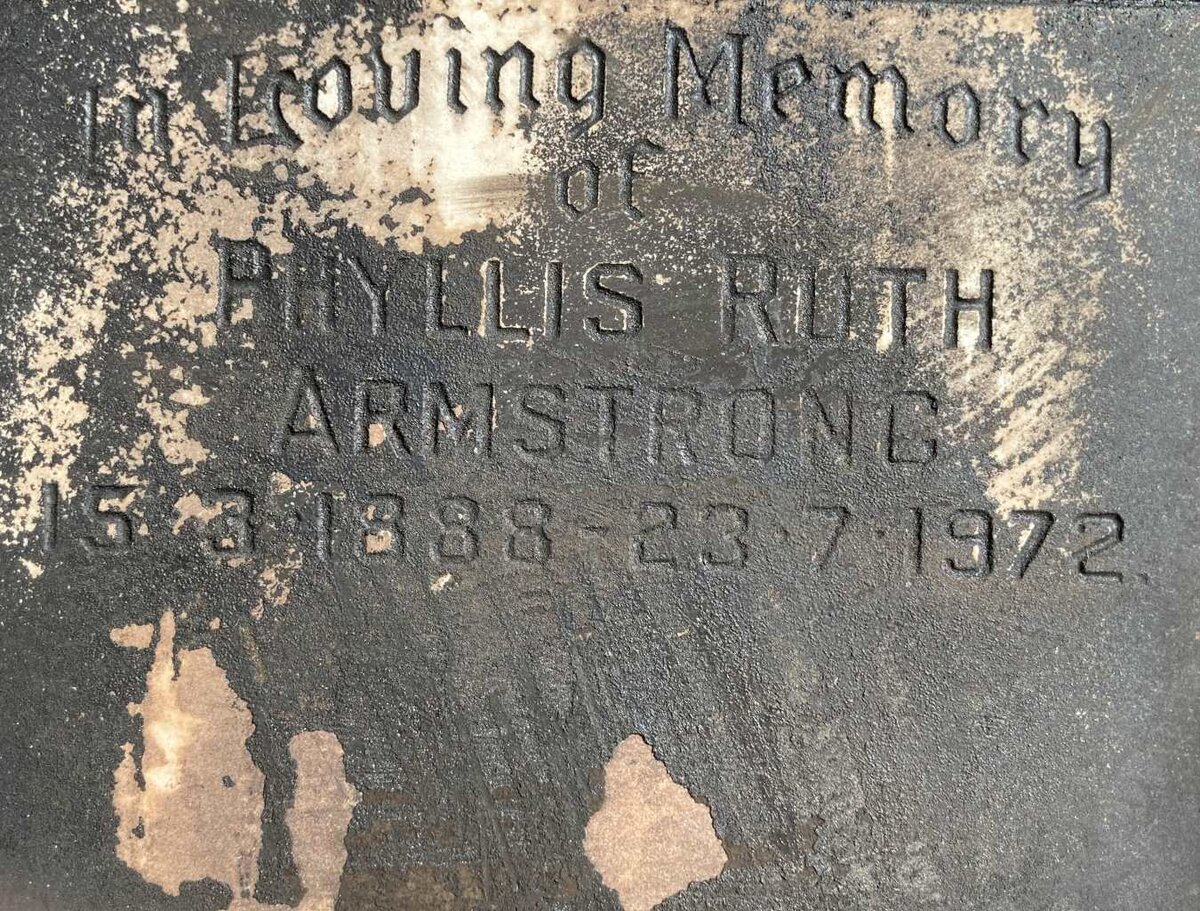 In Loving Memory
of
PHYLLIS RUTH
ARMSTRONG
15·3·1888-23·7·1972.